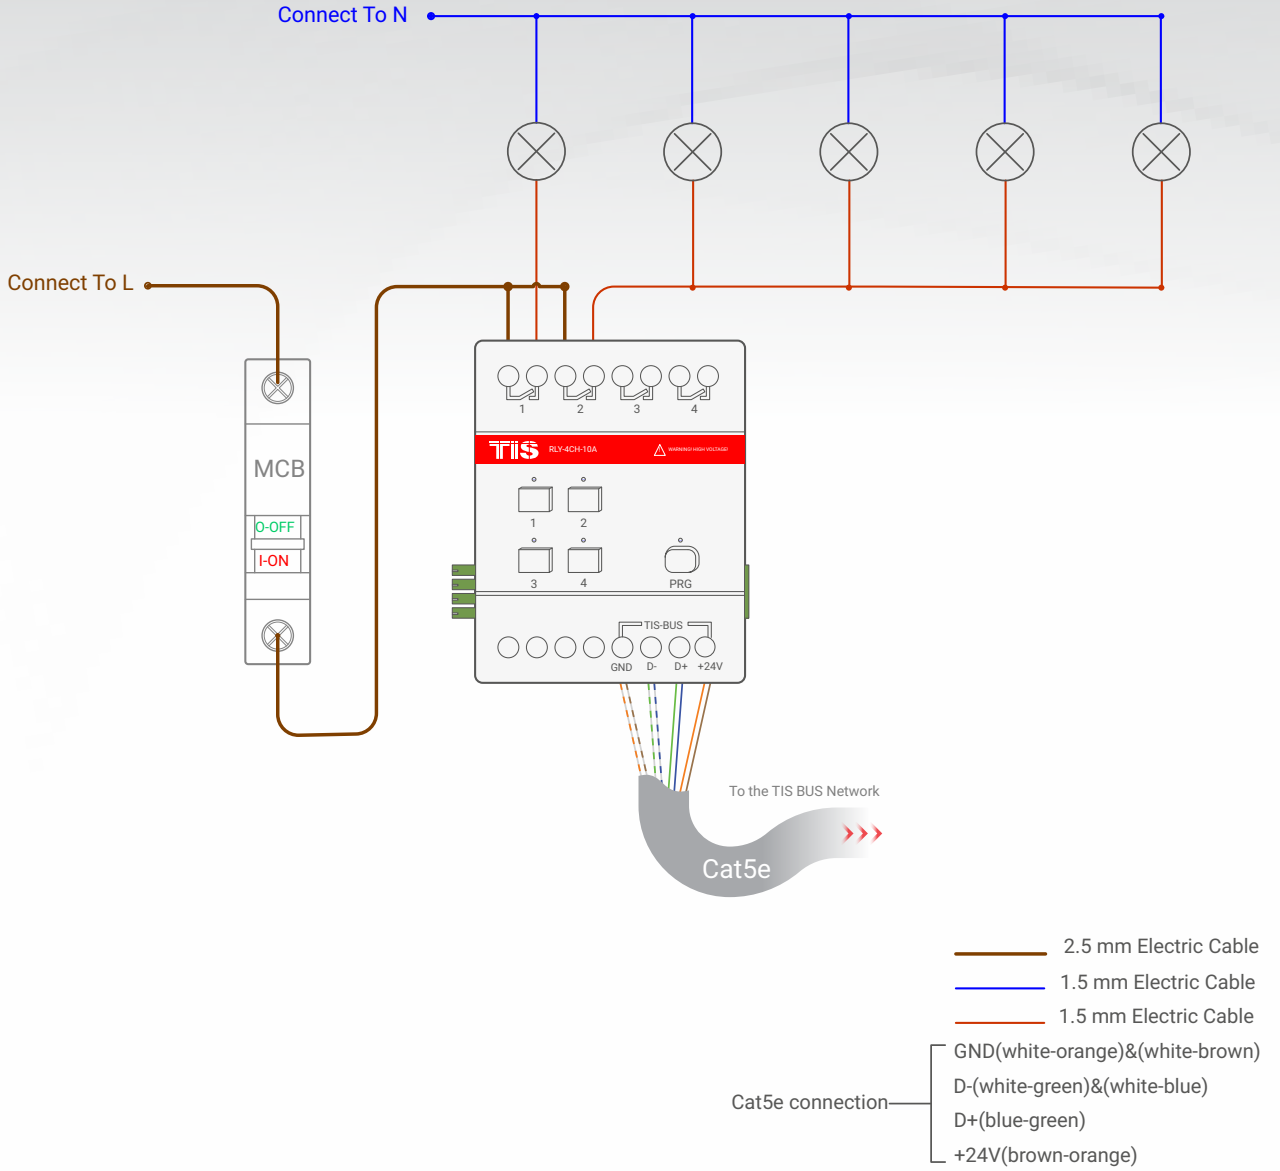 Connect To N
Connect To L
MCB
O-OFF
I-ON
1 2 3 4
TIS RLY-4CH-10A WARNING! HIGH VOLTAGE!
1 2
3 4 PRG
TIS-BUS
GND D- D+ +24V
To the TIS BUS Network
Cat5e
2.5 mm Electric Cable
1.5 mm Electric Cable
1.5 mm Electric Cable
GND(white-orange)&(white-brown)
D-(white-green)&(white-blue)
Cat5e connection
D+(blue-green)
+24V(brown-orange)